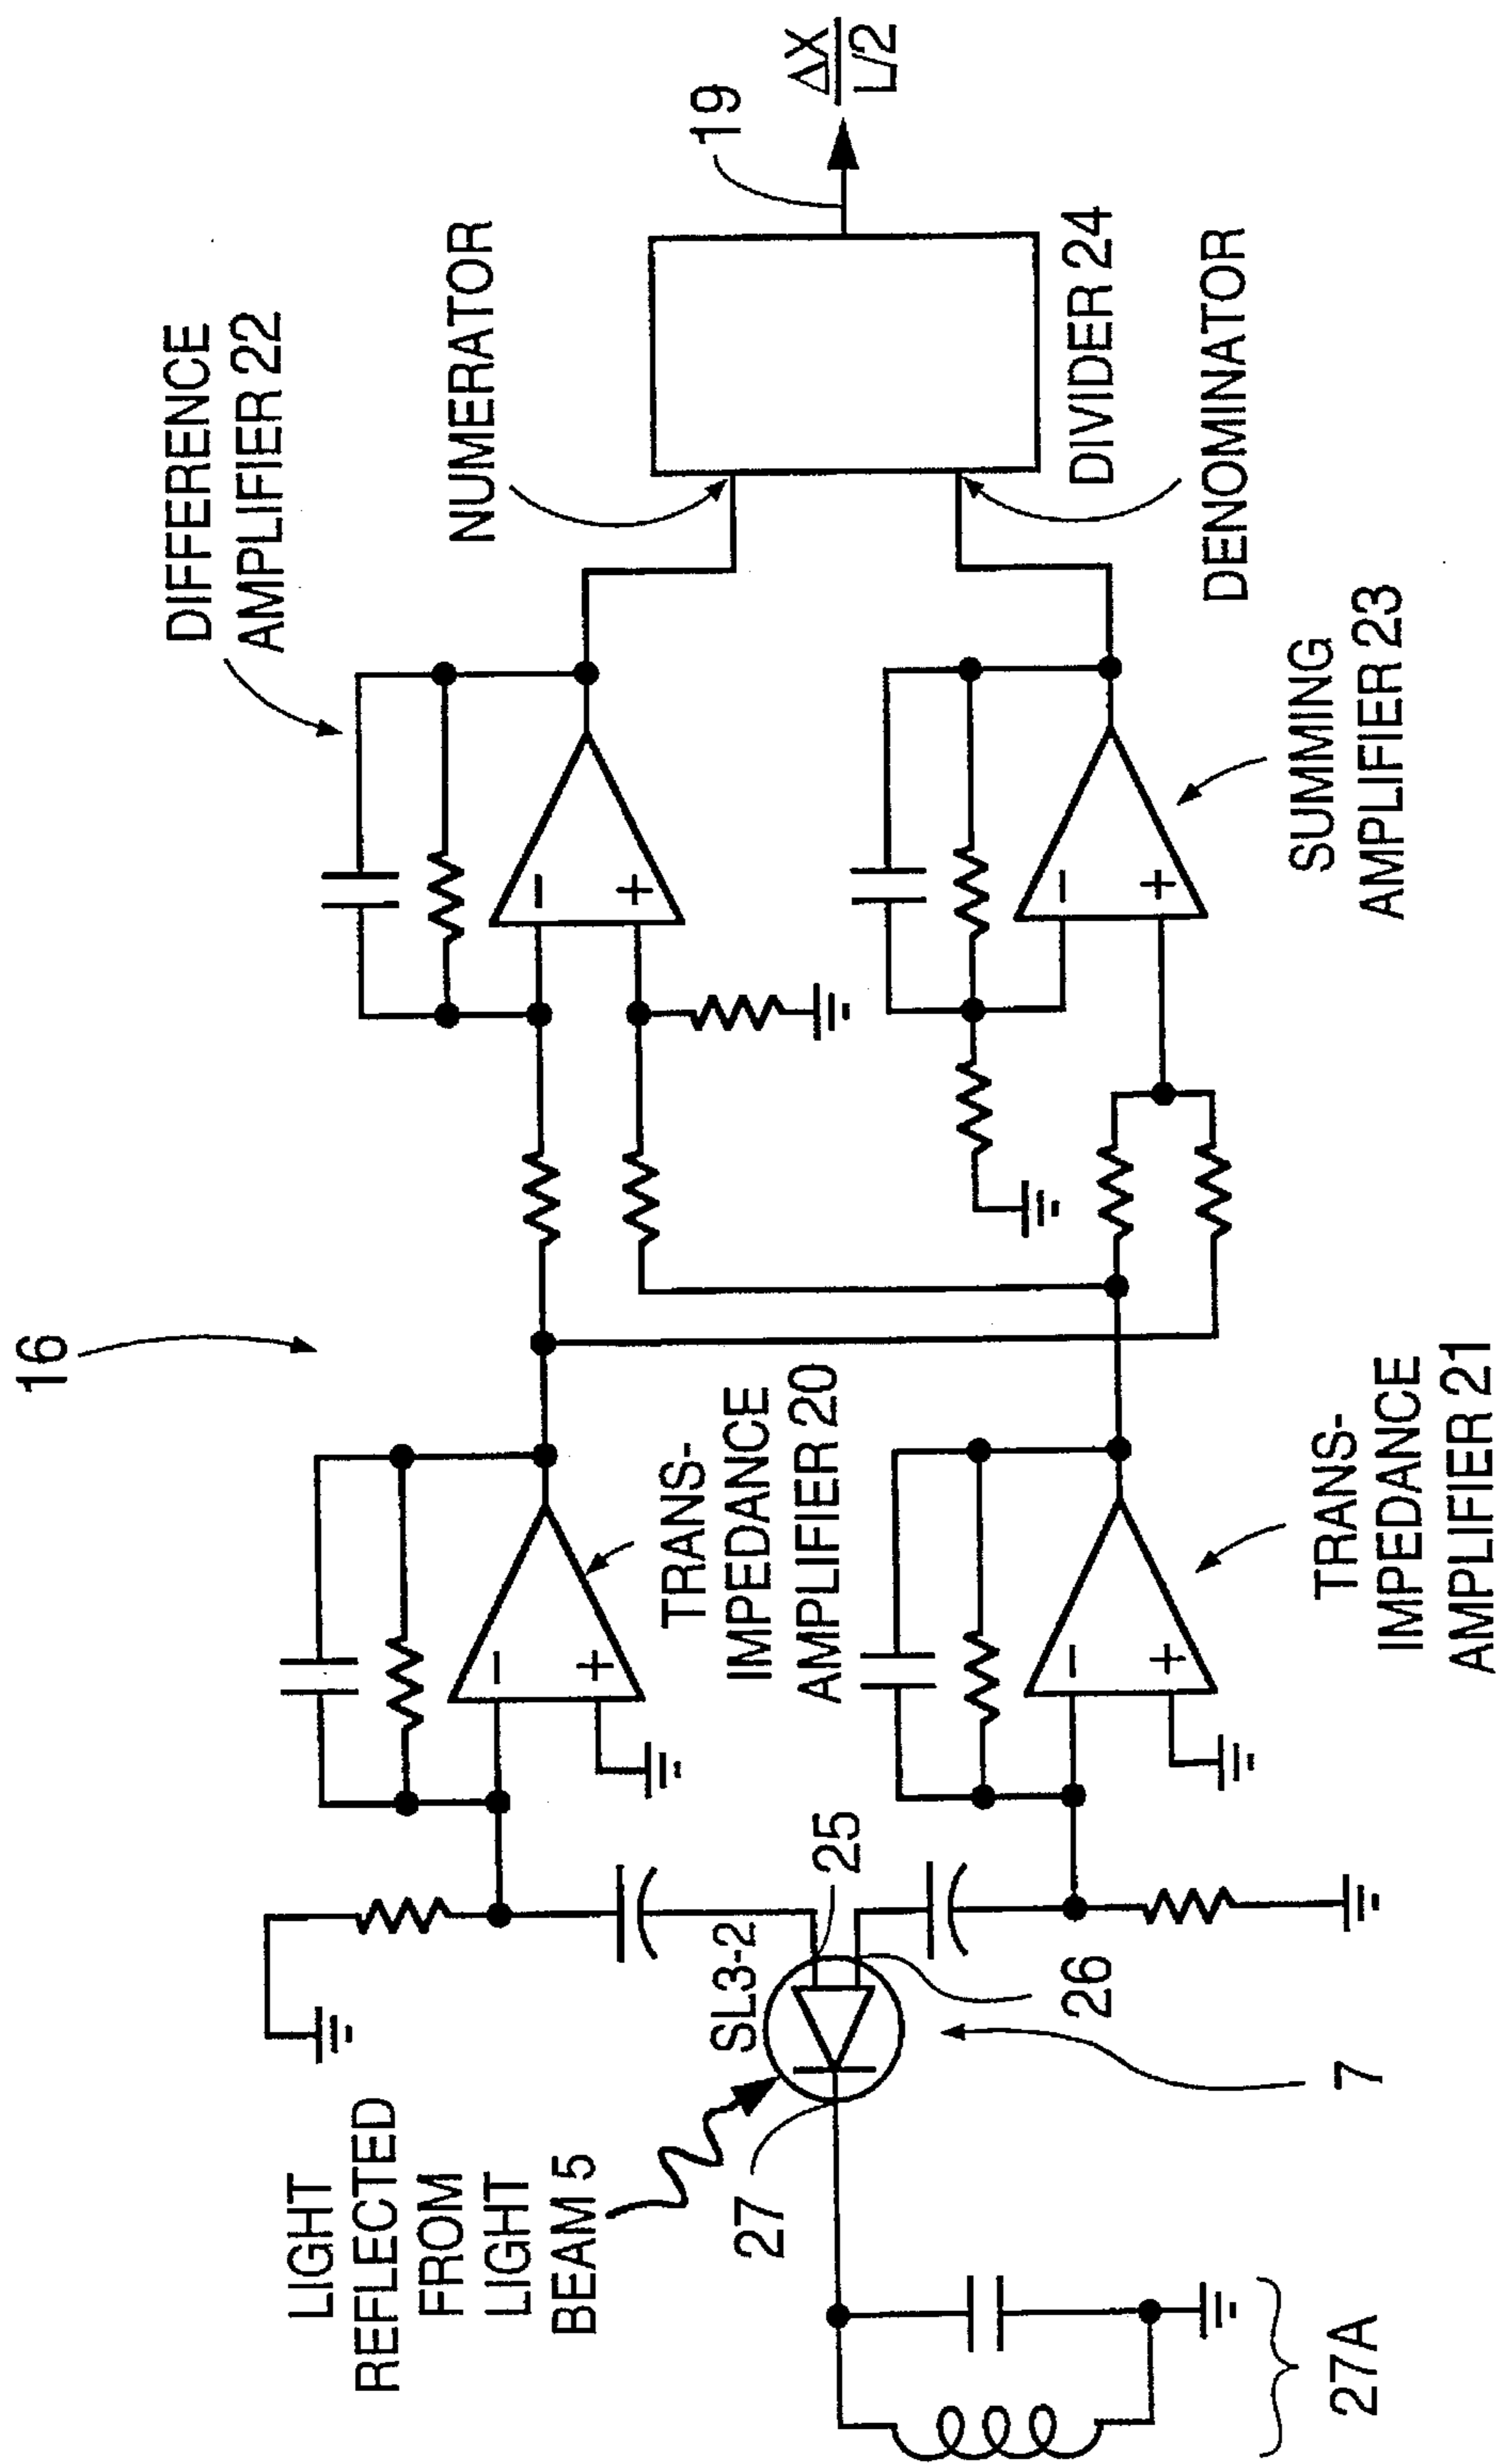 16
DIFFERENCE
AMPLIFIER 22
NUMERATOR
19
ΔX
L/2
DIVIDER 24
DENOMINATOR
SUMMING
AMPLIFIER 23
TRANS-
IMPEDANCE
AMPLIFIER 20
TRANS-
IMPEDANCE
AMPLIFIER 21
LIGHT
REFLECTED
FROM
LIGHT
BEAM 5
SL3-2
25
26
27
7
27A
−
+
−
+
−
+
−
+